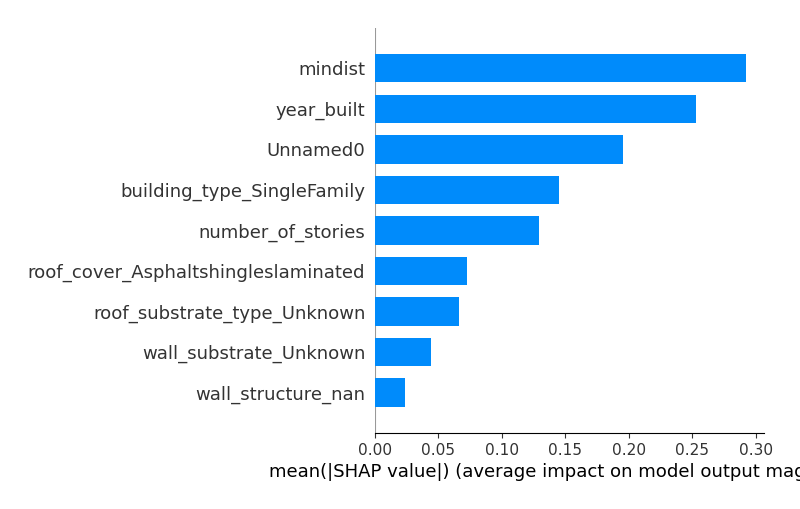 mindist
year_built
Unnamed0
building_type_SingleFamily
number_of_stories
roof_cover_Asphaltshingleslaminated
roof_substrate_type_Unknown
wall_substrate_Unknown
wall_structure_nan
0.00 0.05 0.10 0.15 0.20 0.25 0.30
mean(|SHAP value|) (average impact on model output mag